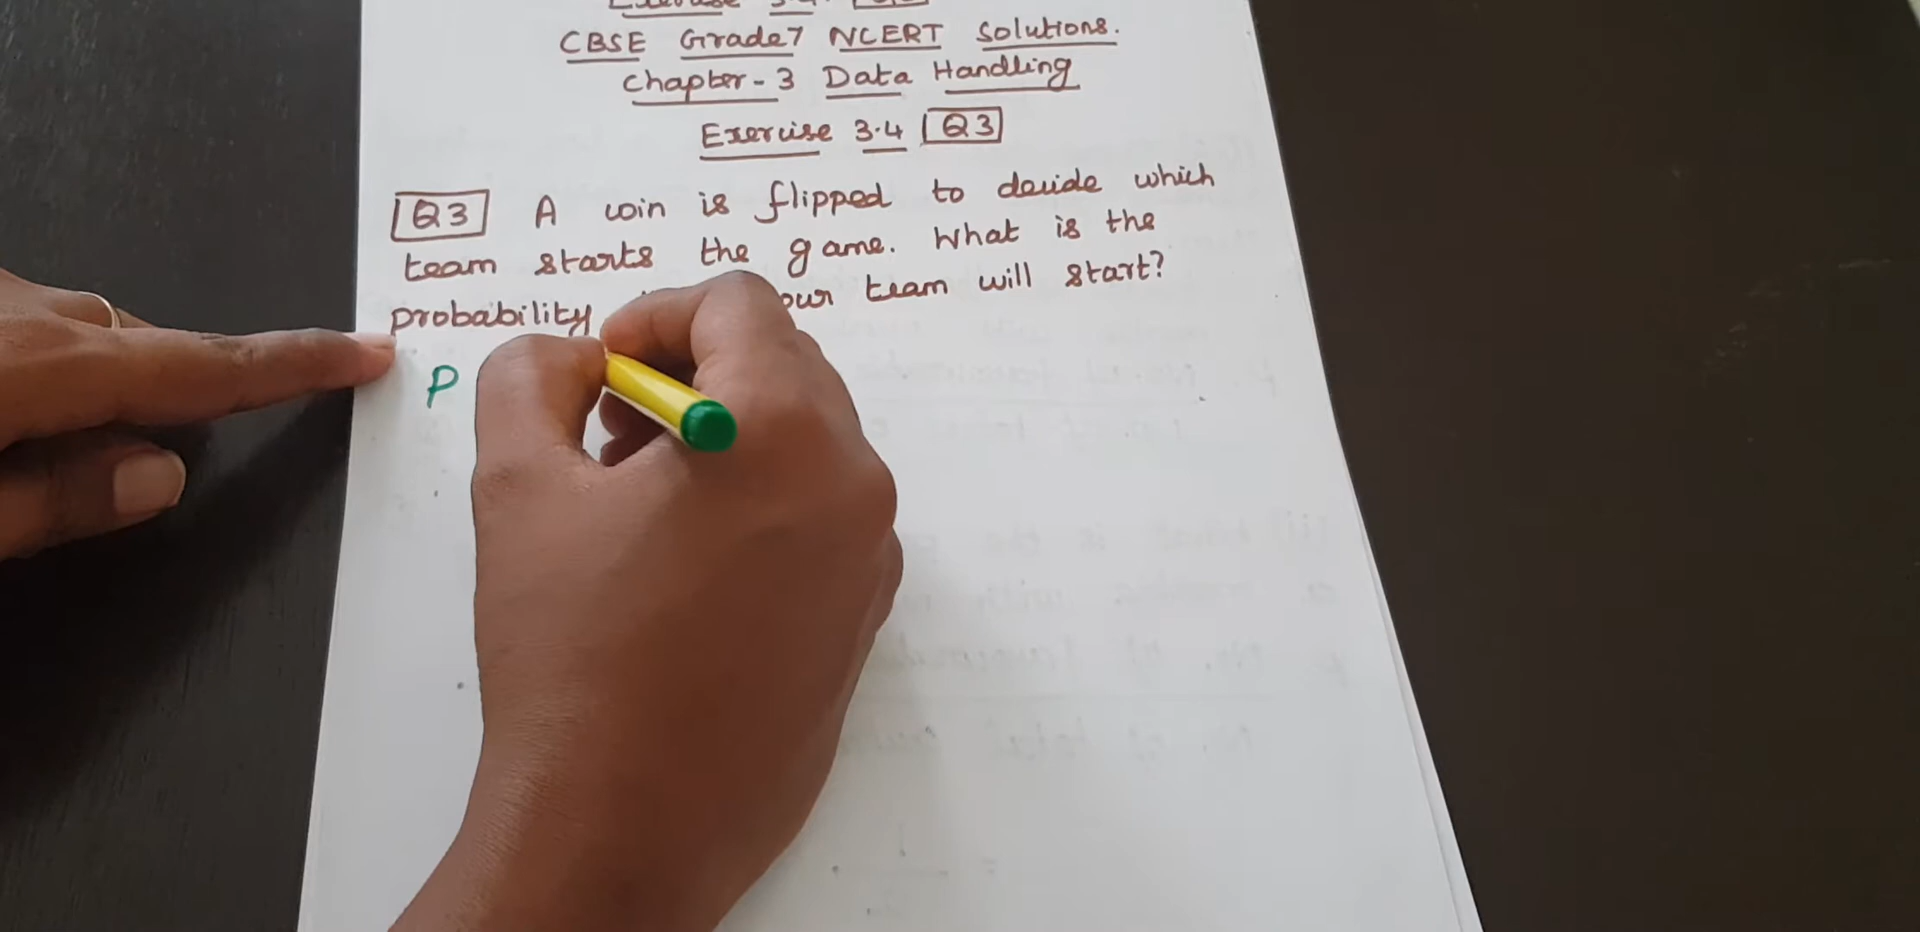 CBSE Grade7 NCERT Solutions.
Chapter-3 Data Handling
Exercise 3.4 Q3
Q3 A coin is flipped to decide which
team starts the game. What is the
probability our team will start?
P